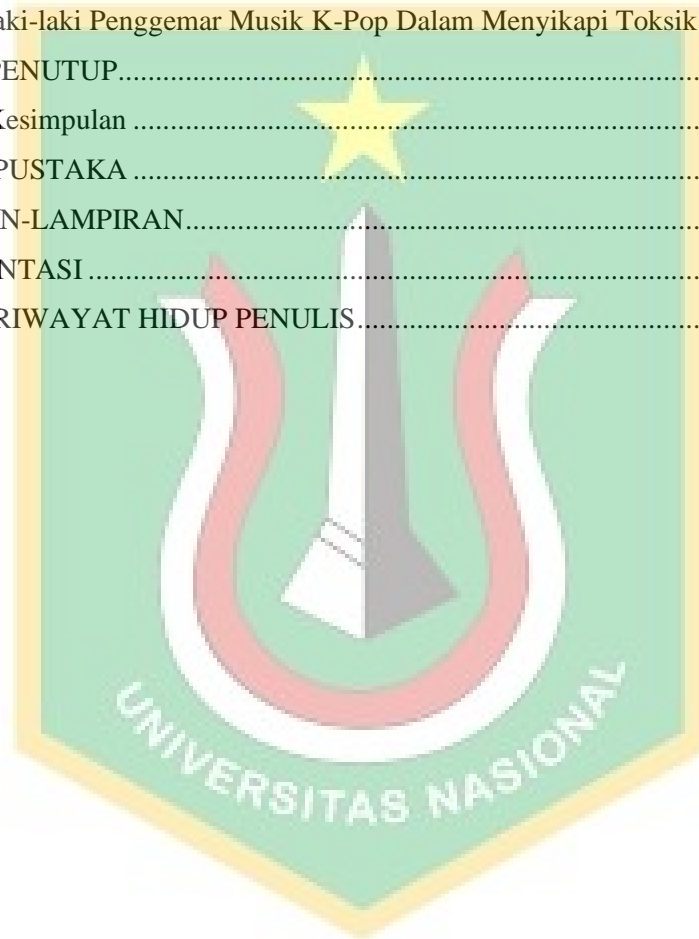 aki-laki Penggemar Musik K-Pop Dalam Menyikapi Toksik
PENUTUP....................................................................
Kesimpulan ................................................................
PUSTAKA ..................................................................
N-LAMPIRAN.............................................................
NTASI ........................................................................
RIWAYAT HIDUP PENULIS.........................................
UNIVERSITAS NASIONAL